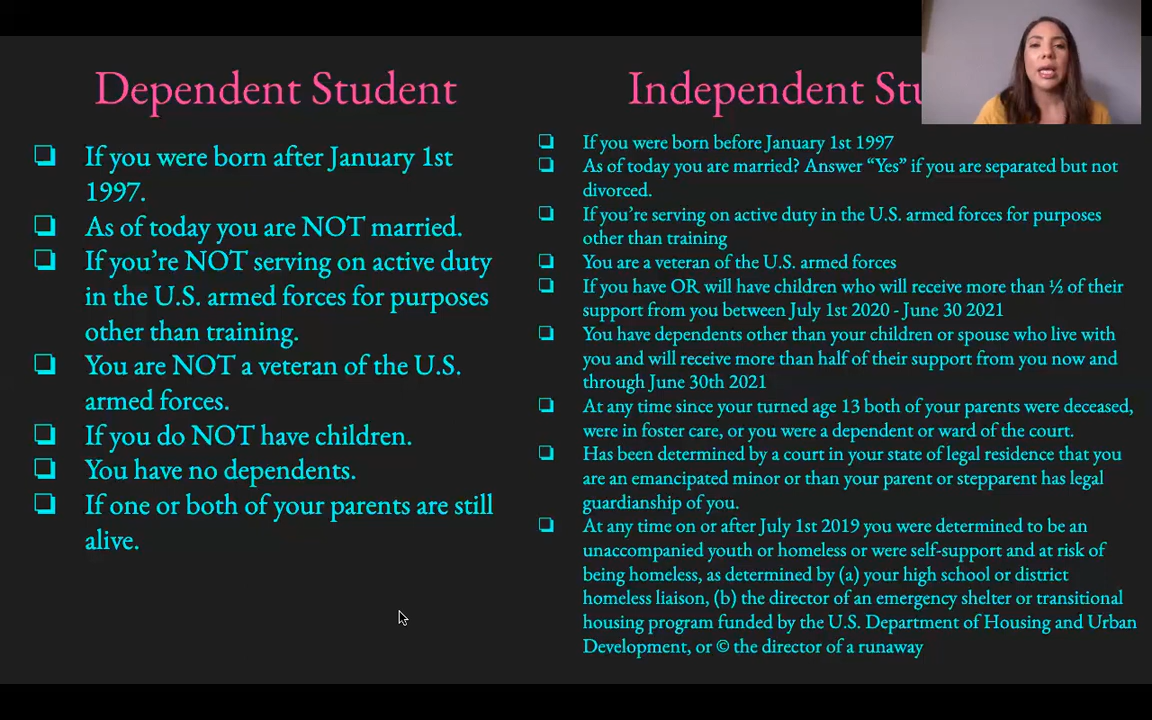 Dependent Student
If you were born after January 1st
1997.
As of today you are NOT married.
If you’re NOT serving on active duty
in the U.S. armed forces for purposes
other than training.
You are NOT a veteran of the U.S.
armed forces.
If you do NOT have children.
You have no dependents.
If one or both of your parents are still
alive.
Independent
If you were born before January 1st 1997
As of today you are married? Answer “Yes” if you are separated but not
divorced.
If you’re serving on active duty in the U.S. armed forces for purposes
other than training
You are a veteran of the U.S. armed forces
If you have OR will have children who will receive more than ½ of their
support from you between July 1st 2020 - June 30 2021
You have dependents other than your children or spouse who live with
you and will receive more than half of their support from you now and
through June 30th 2021
At any time since your turned age 13 both of your parents were deceased,
were in foster care, or you were a dependent or ward of the court.
Has been determined by a court in your state of legal residence that you
are an emancipated minor or than your parent or stepparent has legal
guardianship of you.
At any time on or after July 1st 2019 you were determined to be an
unaccompanied youth or homeless or were self-support and at risk of
being homeless, as determined by (a) your high school or district
homeless liaison, (b) the director of an emergency shelter or transitional
housing program funded by the U.S. Department of Housing and Urban
Development, or © the director of a runaway